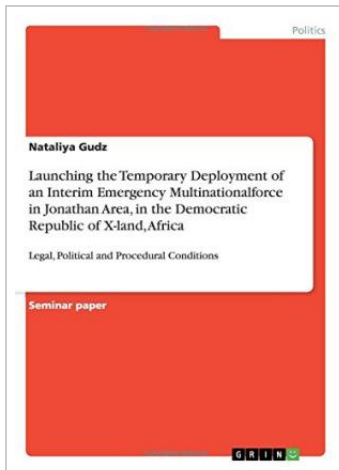 Politics
Nataliya Gudz
Launching the Temporary Deployment of
an Interim Emergency Multinationalforce
in Jonathan Area, in the Democratic
Republic of X-land, Africa
Legal, Political and Procedural Conditions
Seminar paper
GRIN